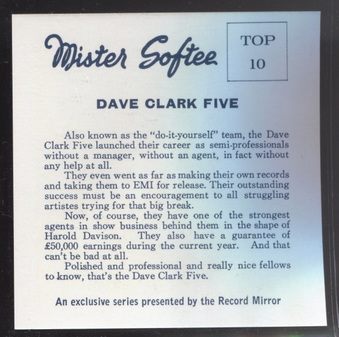 Mister Softee
TOP
10
DAVE CLARK FIVE
Also known as the "do-it-yourself" team, the Dave
Clark Five launched their career as semi-professionals
without a manager, without an agent, in fact without
any help at all.
They even went as far as making their own records
and taking them to EMI for release. Their outstanding
success must be an encouragement to all struggling
artistes trying for that big break.
Now, of course, they have one of the strongest
agents in show business behind them in the shape of
Harold Davison. They also have a guarantee of
£50,000 earnings during the current year. And that
can't be bad at all.
Polished and professional and really nice fellows
to know, that's the Dave Clark Five.
An exclusive series presented by the Record Mirror